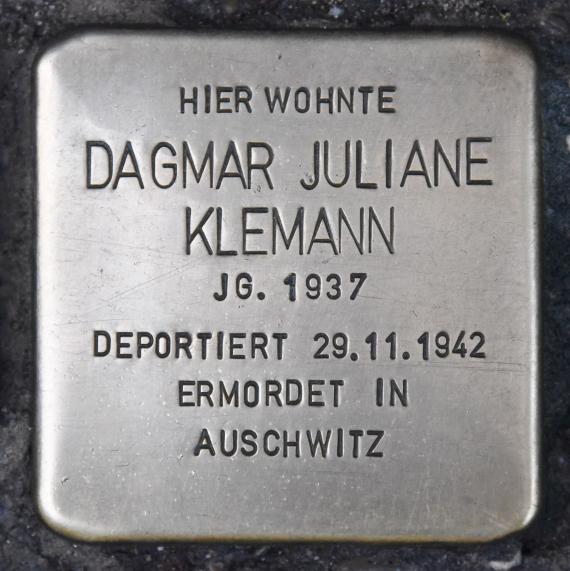 HIER WOHNTE
DAGMAR JULIANE
KLEMANN
JG. 1937
DEPORTIERT 29.11.1942
ERMORDET IN
AUSCHWITZ